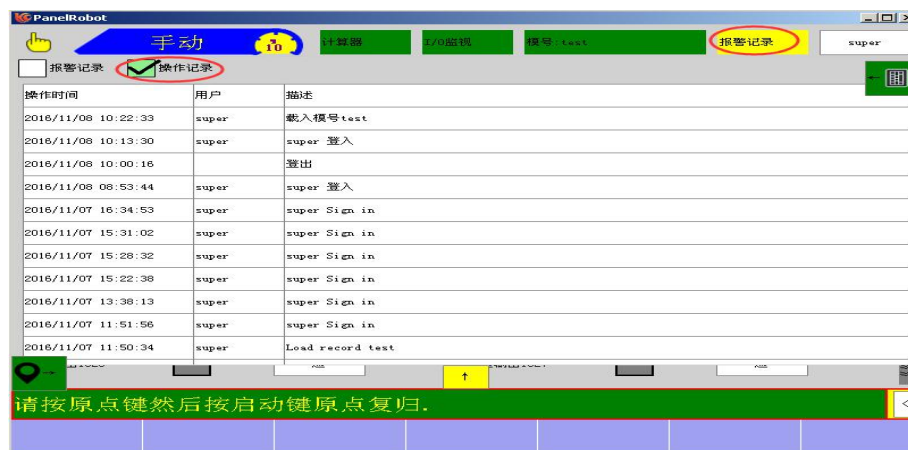 PanelRobot
手动 10 计算器 I/O监视 模号:test 报警记录 super
报警记录 操作记录
操作时间 用户 描述
2016/11/08 10:22:33 super 载入模号test
2016/11/08 10:13:30 super super 登入
2016/11/08 10:00:16 登出
2016/11/08 08:53:44 super super 登入
2016/11/07 16:34:53 super super Sign in
2016/11/07 15:31:02 super super Sign in
2016/11/07 15:28:32 super super Sign in
2016/11/07 15:22:38 super super Sign in
2016/11/07 13:38:13 super super Sign in
2016/11/07 11:51:56 super super Sign in
2016/11/07 11:50:34 super Load record test
请按原点键然后按启动键原点复归.